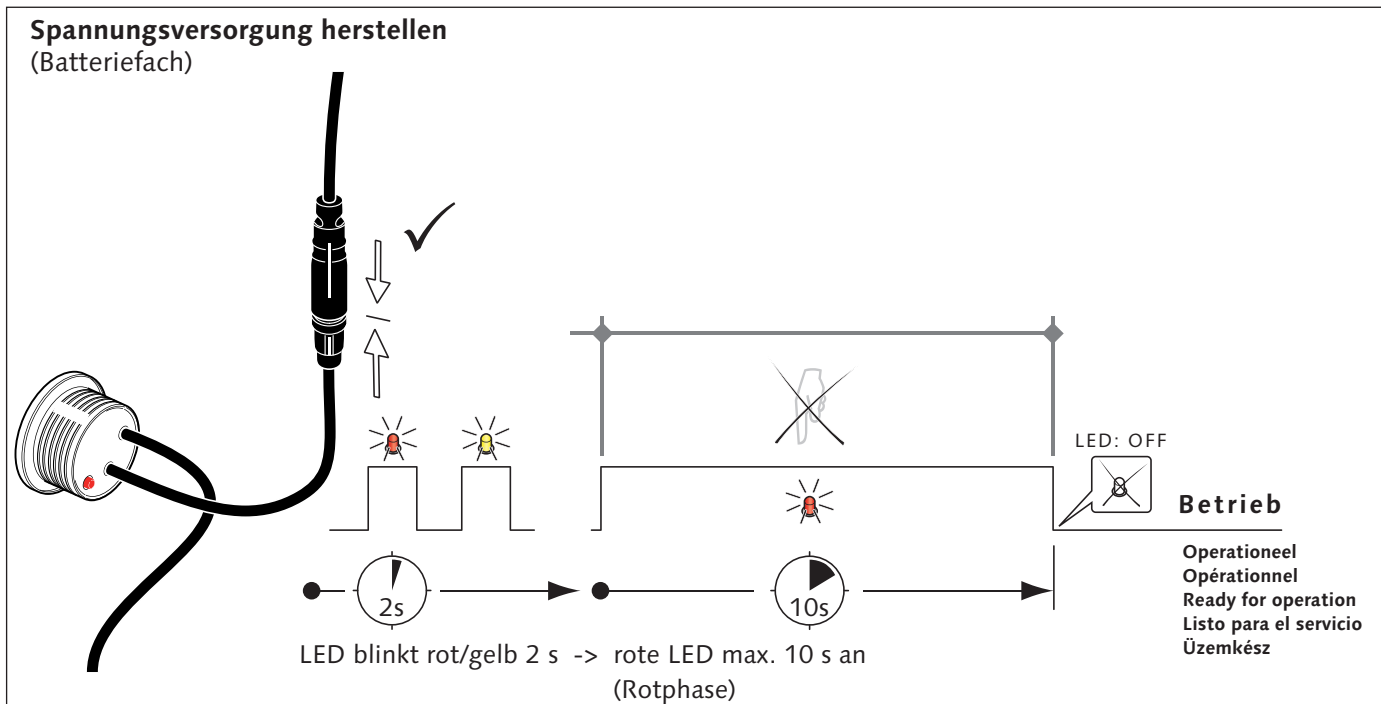 Spannungsversorgung herstellen
(Batteriefach)
LED: OFF
Betrieb
Operationeel
Opérationnel
Ready for operation
Listo para el servicio
Üzemkész
2s
10s
LED blinkt rot/gelb 2 s -> rote LED max. 10 s an
(Rotphase)